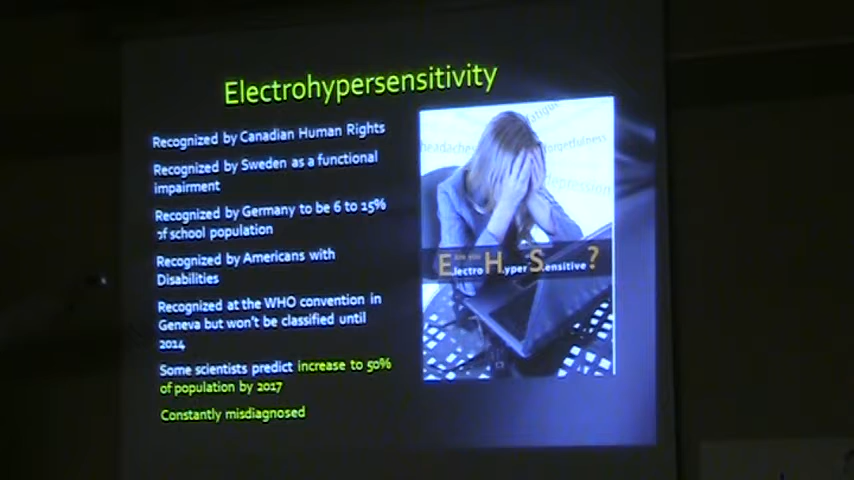 Electrohypersensitivity
Recognized by Canadian Human Rights
Recognized by Sweden as a functional
impairment
Recognized by Germany to be 6 to 15%
of school population
Recognized by Americans with
Disabilities
Recognized at the WHO convention in
Geneva but won't be classified until
2014
Some scientists predict increase to 50%
of population by 2017
Constantly misdiagnosed
fatigue
headaches
forgerfulness
depression
Are you
Electro Hyper Sensitive?